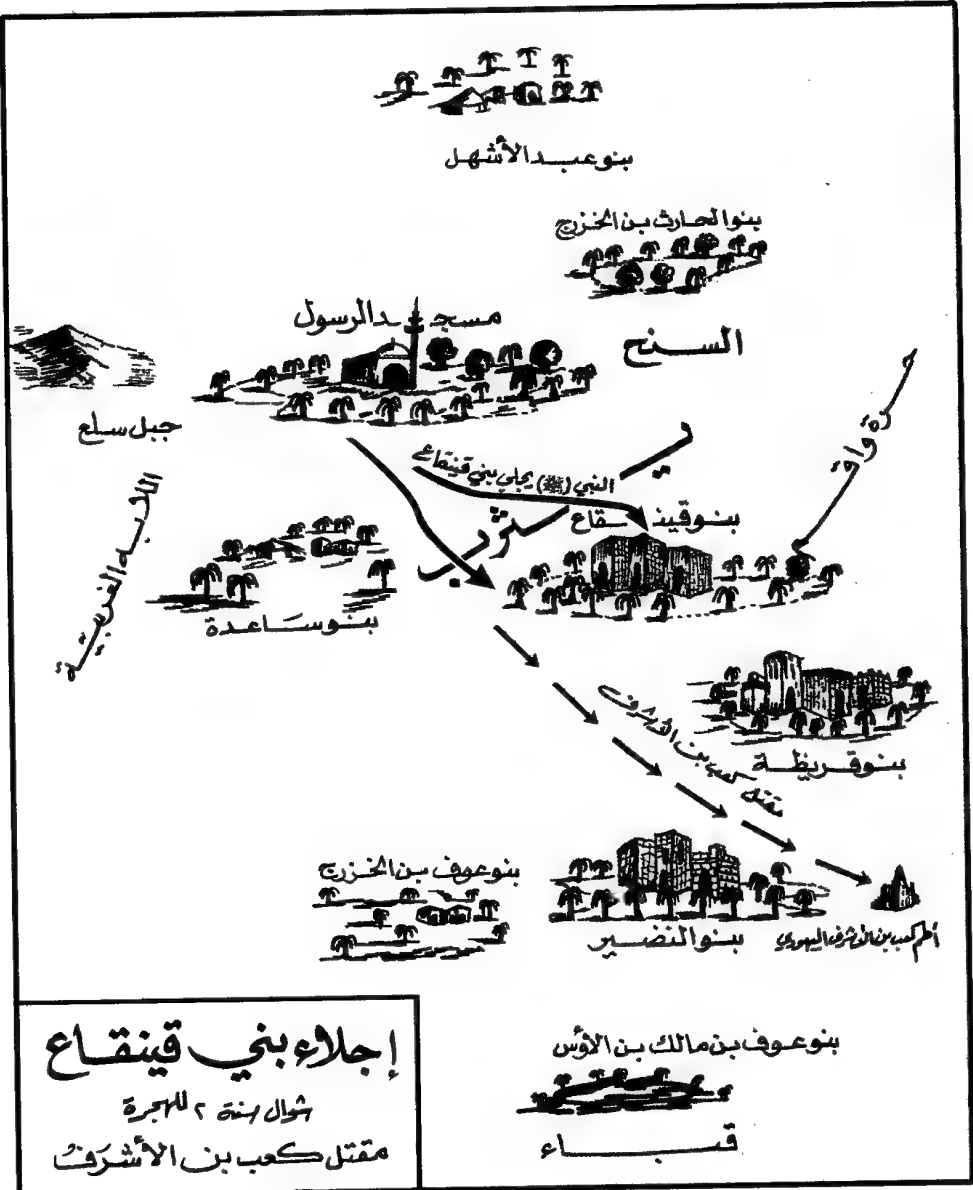 بنو عبد الأشهل
بنو الحارث بن الخزرج
مسجد الرسول
السنح
جبل سلع
حرة واقم
النبي (ﷺ) يجلي بني قينقاع
يثرب
بنو قينقاع
اللابه الغربية
بنو ساعدة
مقتل كعب بن الأشرف
بنو قريظة
بنو عوف بن الخزرج
بنو النضير
أطم كعب بن الأشرف اليهودي
بنو عوف بن مالك بن الأوس
قباء
إجلاء بني قينقاع
شوال سنة ٢ للهجرة
مقتل كعب بن الأشرف